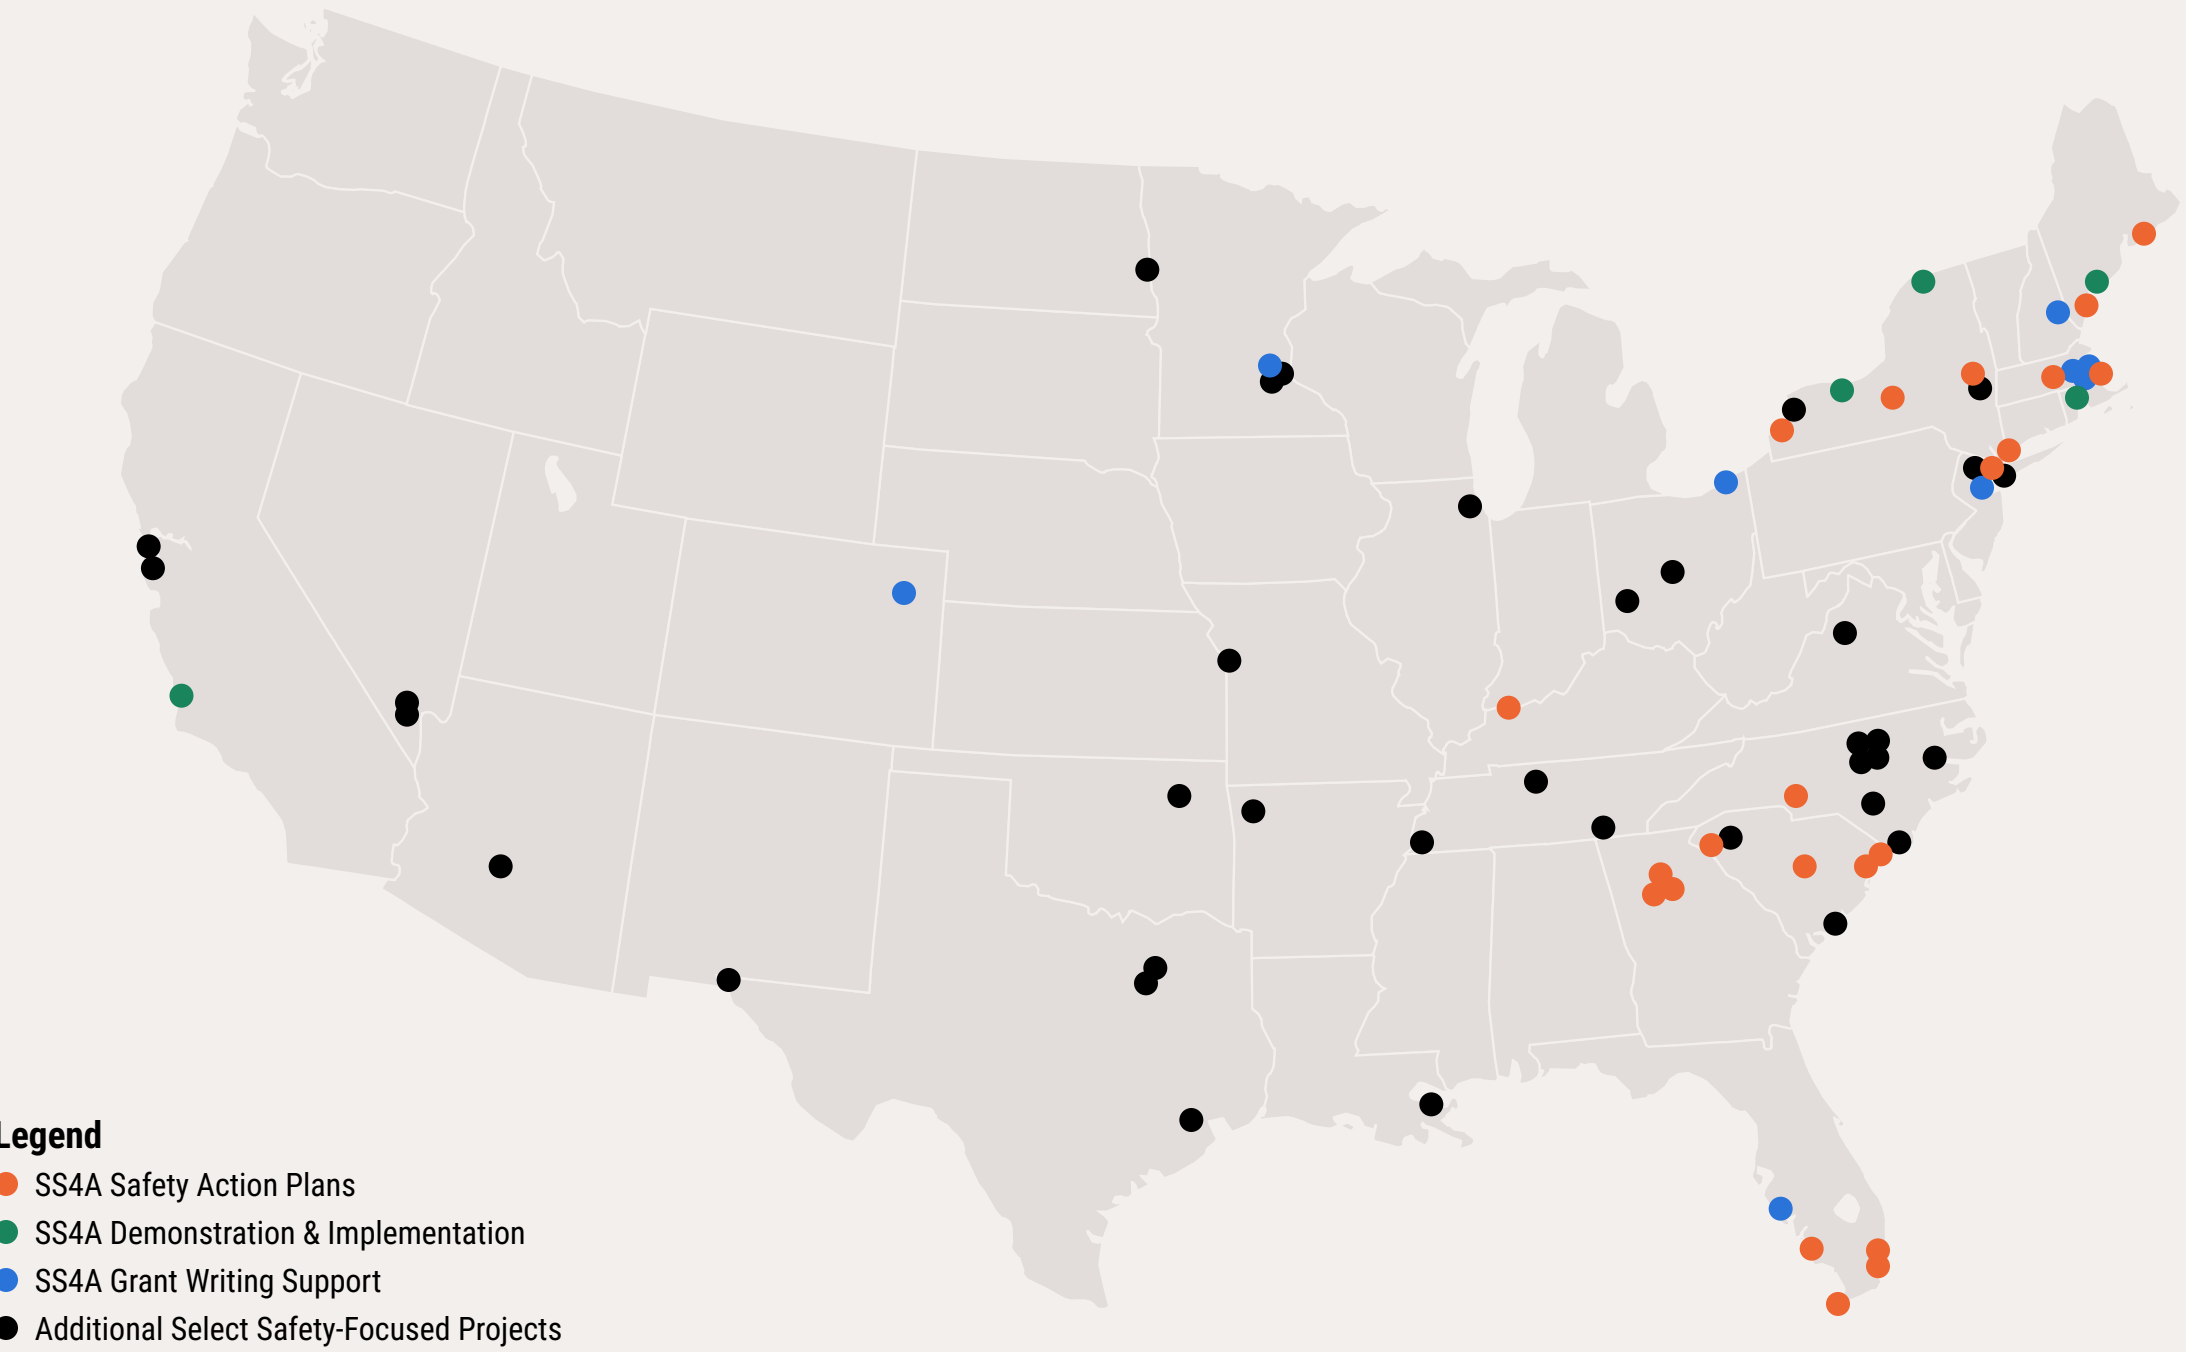 Legend
SS4A Safety Action Plans
SS4A Demonstration & Implementation
SS4A Grant Writing Support
Additional Select Safety-Focused Projects